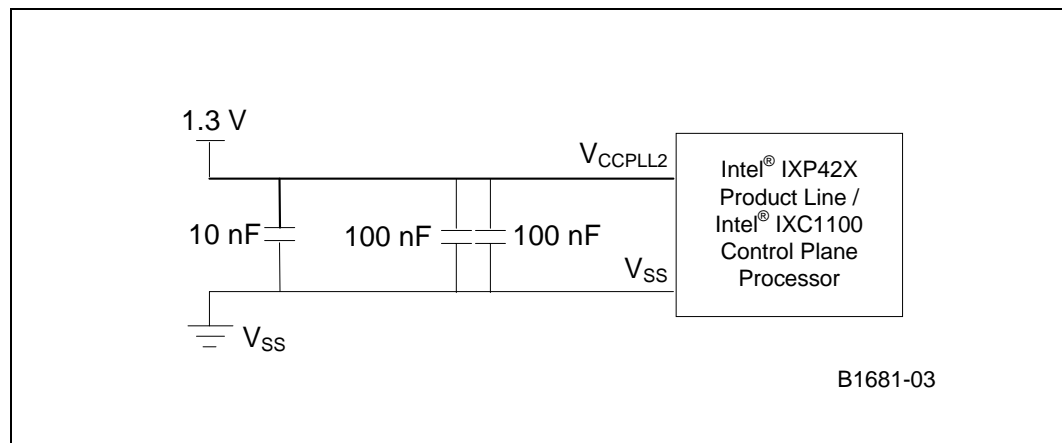 1.3 V
V_CCPLL2
10 nF
100 nF
100 nF
V_SS
V_SS
Intel® IXP42X
Product Line /
Intel® IXC1100
Control Plane
Processor
B1681-03